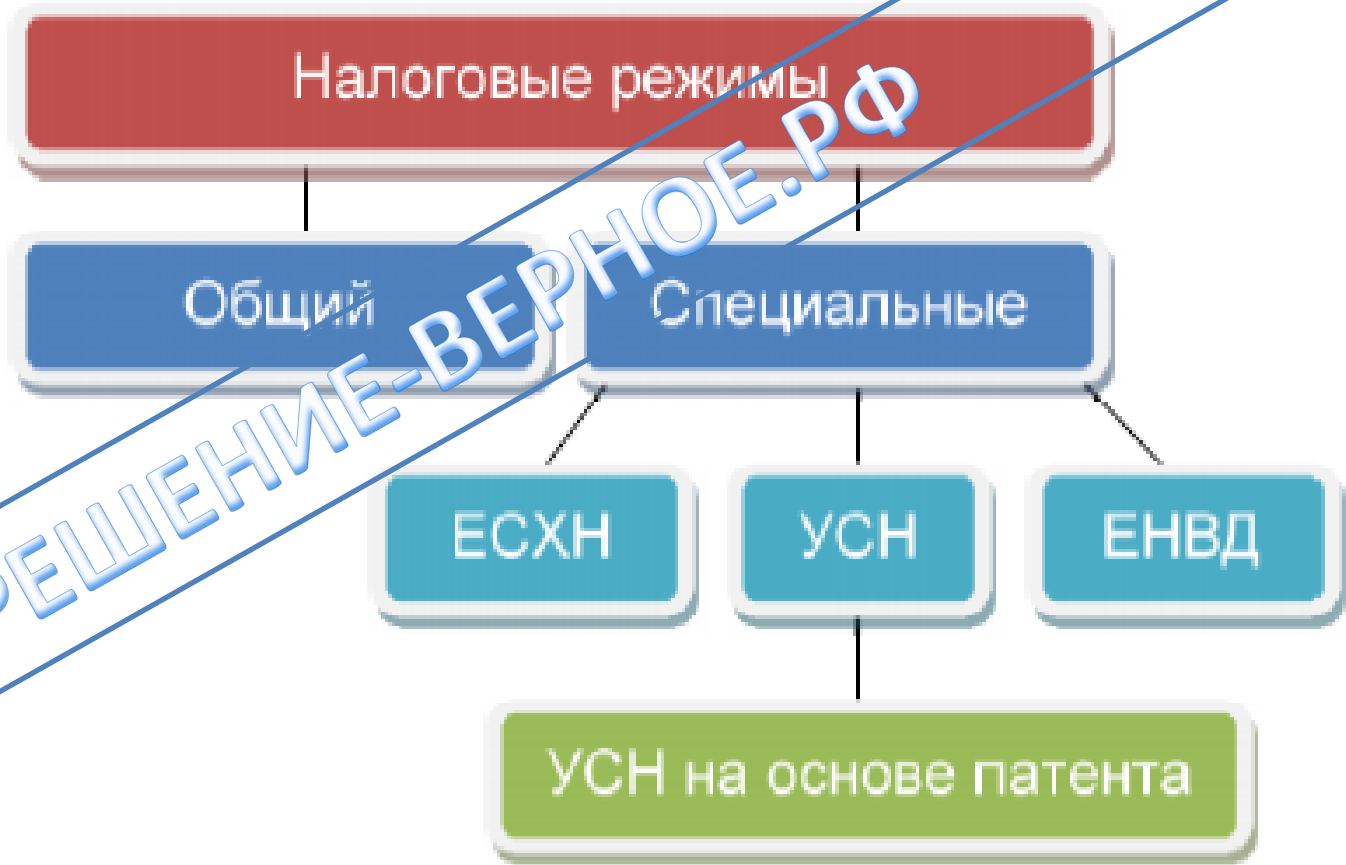 Налоговые режимы
Общий
Специальные
ЕСХН
УСН
ЕНВД
УСН на основе патента
РЕШЕНИЕ-ВЕРНОЕ.РФ